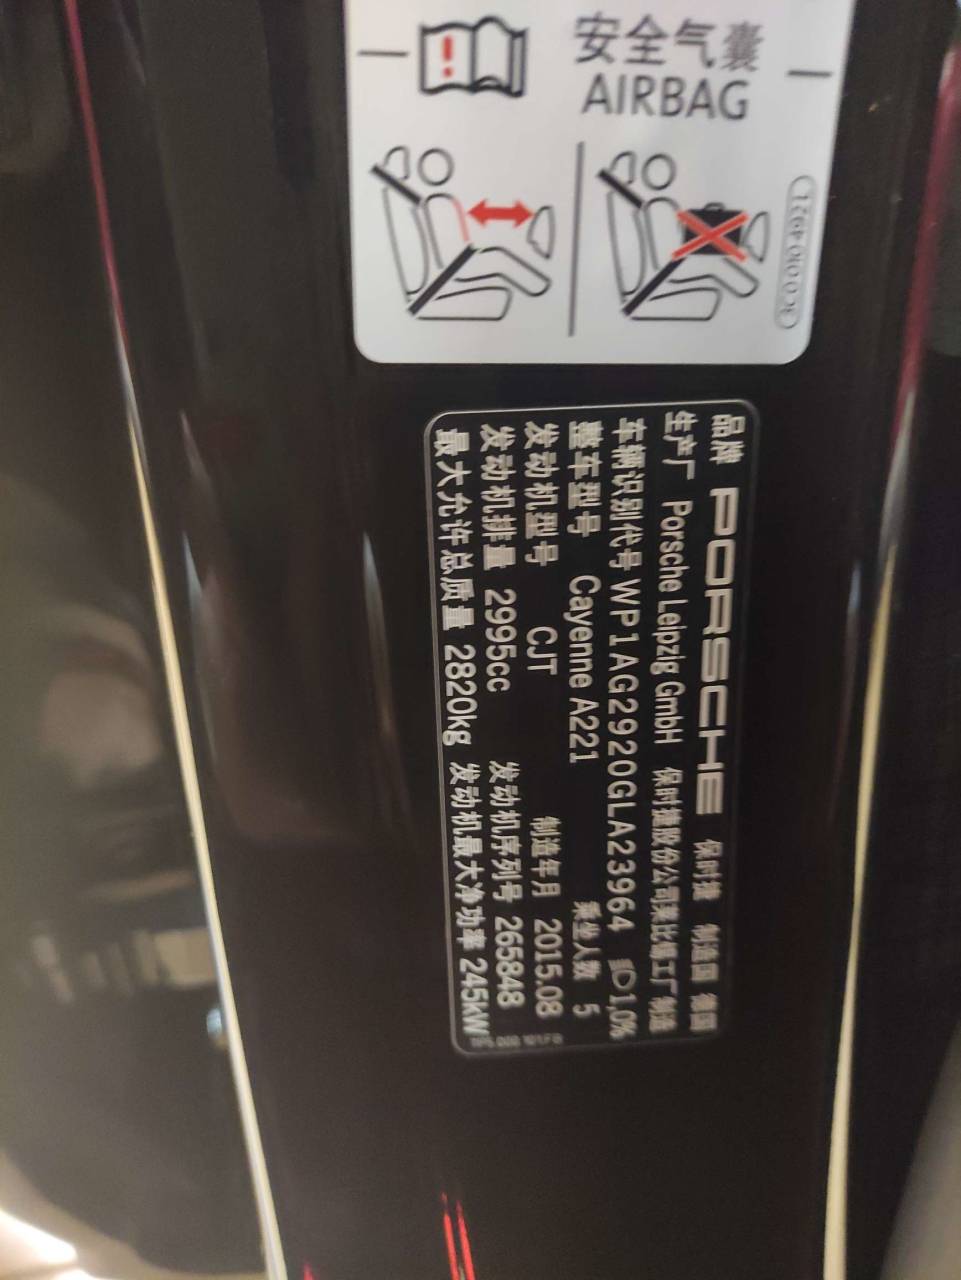 安全气囊
AIRBAG
品牌 PORSCHE 保时捷 制造国 德国
生产厂 Porsche Leipzig GmbH 保时捷股份公司莱比锡工厂制造
车辆识别代号 WP1AG2920GLA23964 1,0%
整车型号 Cayenne A221 乘坐人数 5
发动机型号 CJT 制造年月 2015.08
发动机排量 2995cc 发动机序列号 265848
最大允许总质量 2820kg 发动机最大净功率 245kW